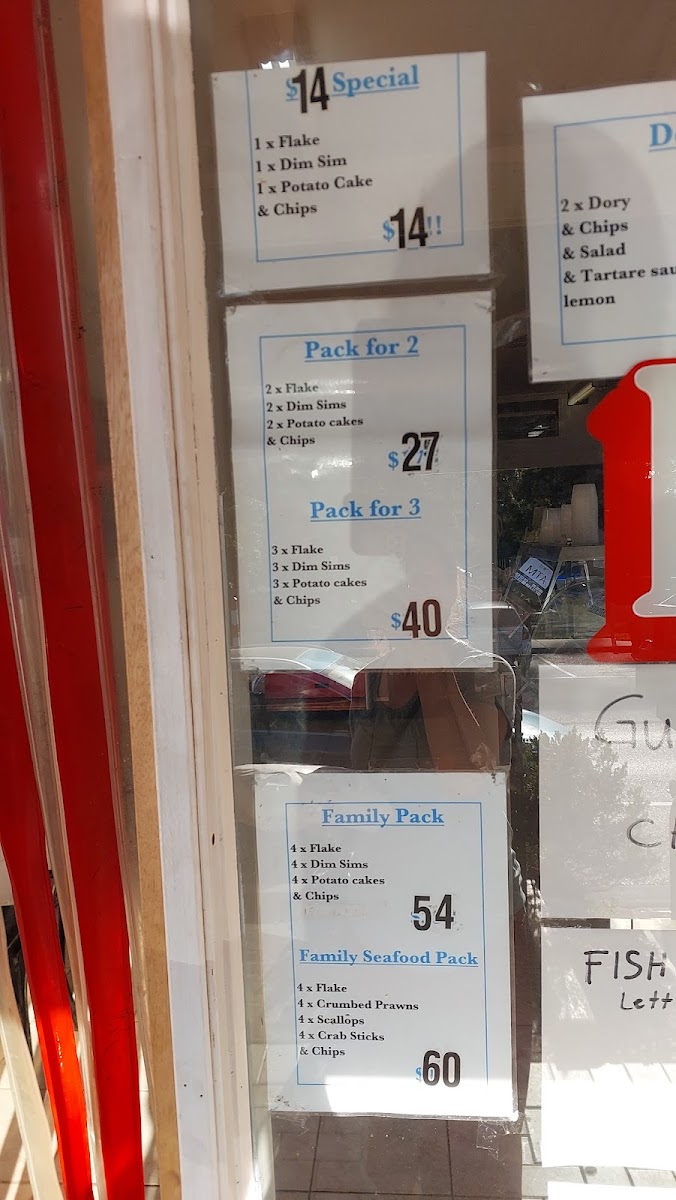 $14 Special
1 x Flake
1 x Dim Sim
1 x Potato Cake
& Chips
$14!!
2 x Dory
& Chips
& Salad
& Tartare
lemon
Pack for 2
2 x Flake
2 x Dim Sims
2 x Potato cakes
& Chips
$27
Pack for 3
3 x Flake
3 x Dim Sims
3 x Potato cakes
& Chips
$40
Family Pack
4 x Flake
4 x Dim Sims
4 x Potato cakes
& Chips
$54
Family Seafood Pack
4 x Flake
4 x Crumbed Prawns
4 x Scallops
4 x Crab Sticks
& Chips
$60
FISH